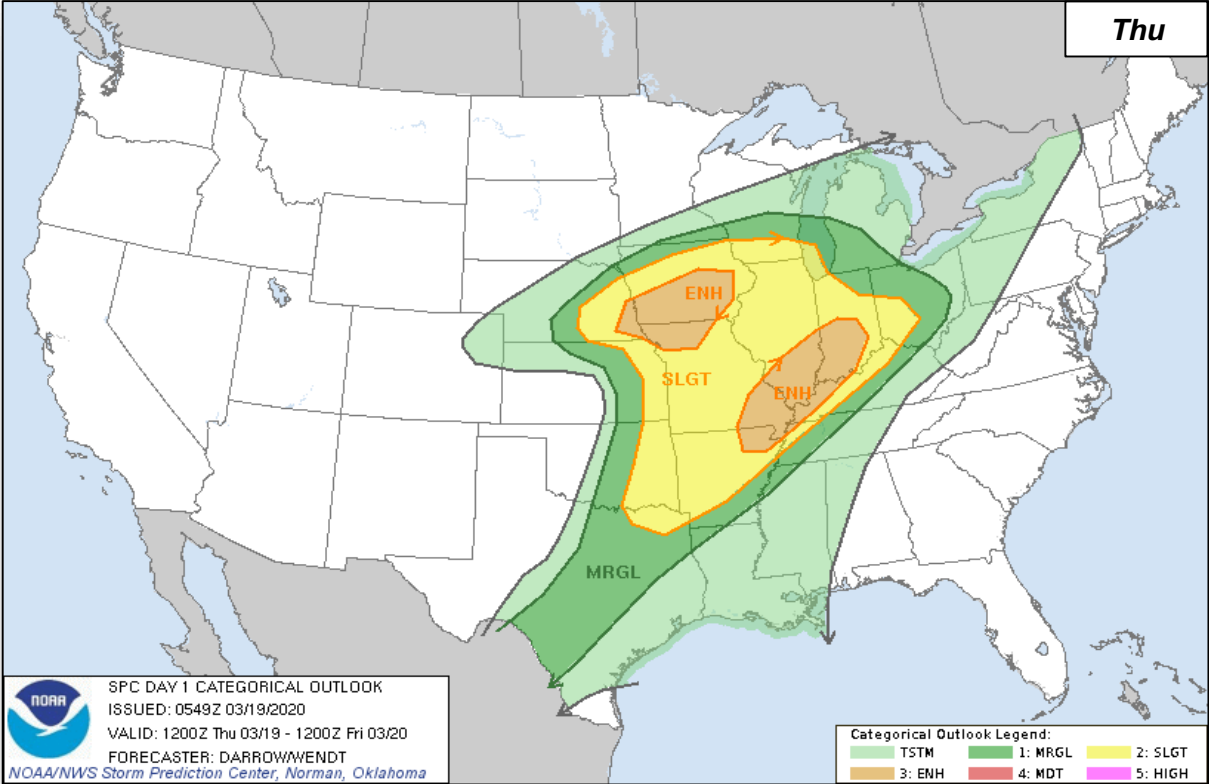 Thu
ENH
SLGT
ENH
MRGL
NOAA
SPC DAY 1 CATEGORICAL OUTLOOK
ISSUED: 0549Z 03/19/2020
VALID: 1200Z Thu 03/19 - 1200Z Fri 03/20
FORECASTER: DARROW/WENDT
NOAA/NWS Storm Prediction Center, Norman, Oklahoma
Categorical Outlook Legend:
TSTM 1: MRGL 2: SLGT
3: ENH 4: MDT 5: HIGH